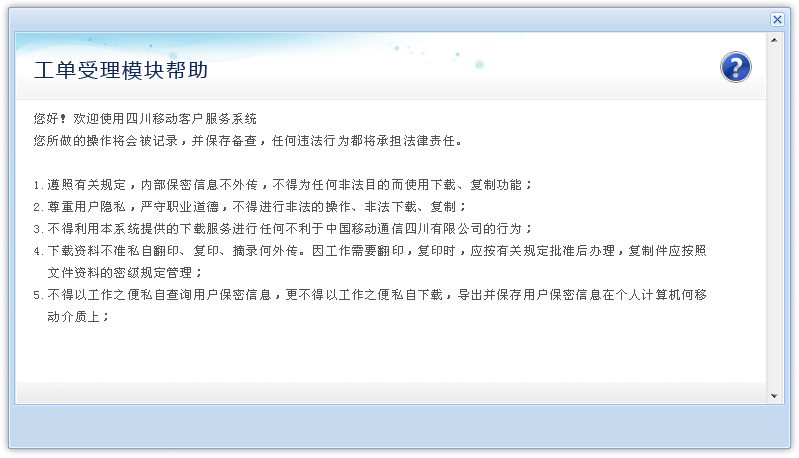 工单受理模块帮助
您好！欢迎使用四川移动客户服务系统
您所做的操作将会被记录，并保存备查，任何违法行为都将承担法律责任。
1. 遵照有关规定，内部保密信息不外传，不得为任何非法目的而使用下载、复制功能；
2. 尊重用户隐私，严守职业道德，不得进行非法的操作、非法下载、复制；
3. 不得利用本系统提供的下载服务进行任何不利于中国移动通信四川有限公司的行为；
4. 下载资料不准私自翻印、复印、摘录何外传。因工作需要翻印，复印时，应按有关规定批准后办理，复制件应按照
文件资料的密级规定管理；
5. 不得以工作之便私自查询用户保密信息，更不得以工作之便私自下载，导出并保存用户保密信息在个人计算机何移
动介质上；